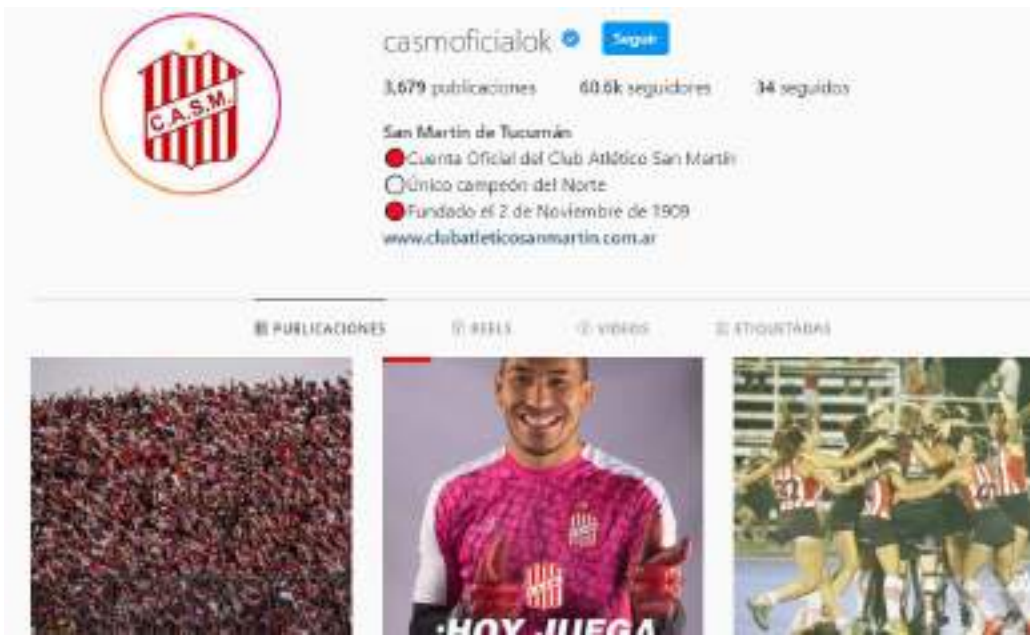 C.A.S.M.
casmoficialok Seguir
3,679 publicaciones 60.6k seguidores 34 seguidos
San Martín de Tucumán
Cuenta Oficial del Club Atlético San Martín
Único campeón del Norte
Fundado el 2 de Noviembre de 1909
www.clubatleticosanmartin.com.ar
PUBLICACIONES REELS VIDEOS ETIQUETADAS
¡HOY JUEGA